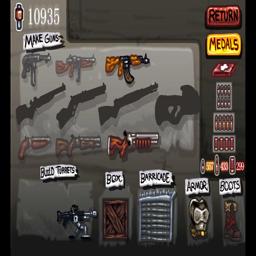 10935
RETURN
MAKE GUNS
MEDALS
BUILD TURRETS
BOX
BARRICADE
ARMOR
BOOTS